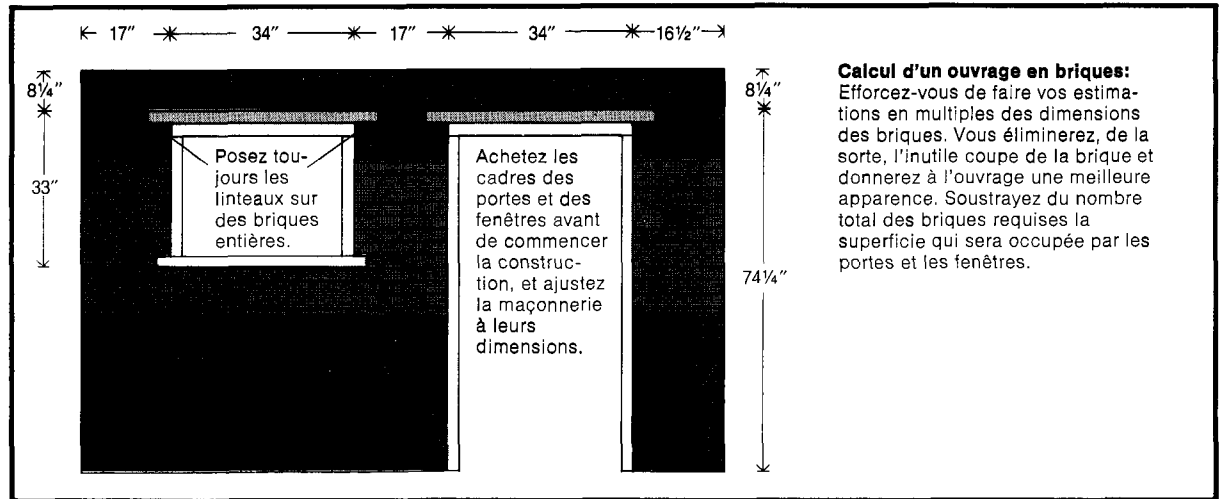 17″ 34″ 17″ 34″ 16½″
8¼″
33″
Posez tou-
jours les
linteaux sur
des briques
entières.
Achetez les
cadres des
portes et des
fenêtres avant
de commencer
la construc-
tion, et ajustez
la maçonnerie
à leurs
dimensions.
8¼″
74¼″
Calcul d'un ouvrage en briques:
Efforcez-vous de faire vos estima-
tions en multiples des dimensions
des briques. Vous éliminerez, de la
sorte, l'inutile coupe de la brique et
donnerez à l'ouvrage une meilleure
apparence. Soustrayez du nombre
total des briques requises la
superficie qui sera occupée par les
portes et les fenêtres.